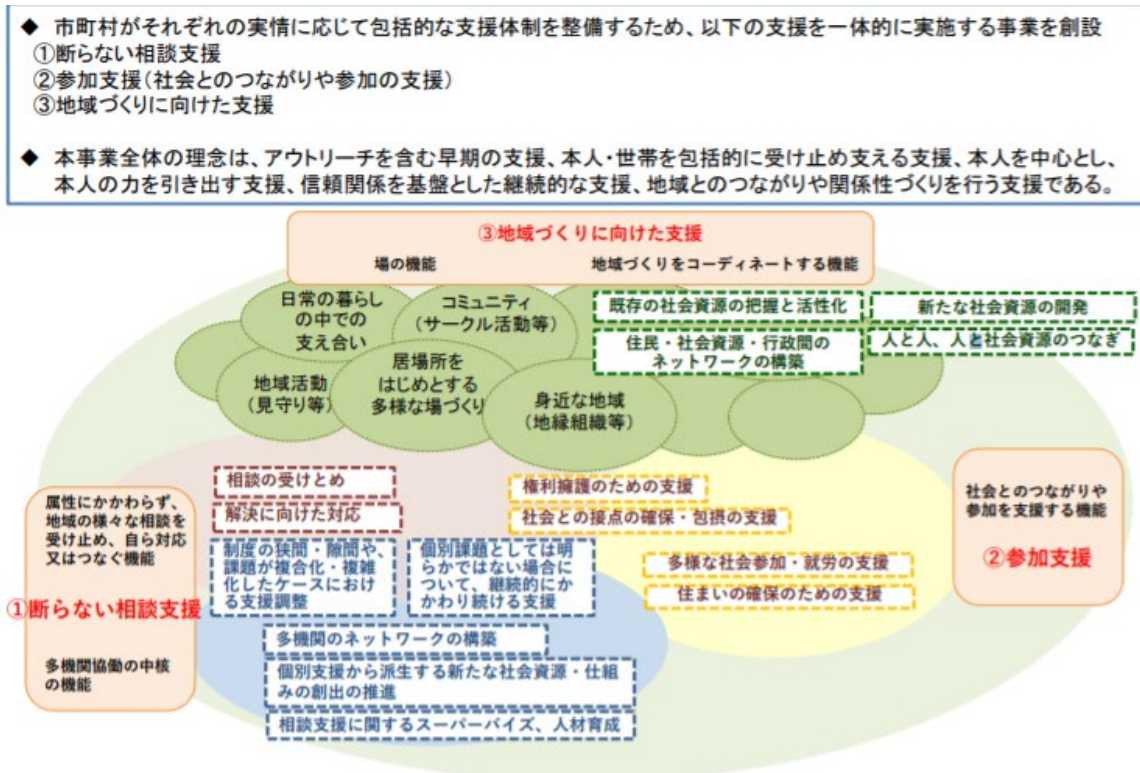 ◆ 市町村がそれぞれの実情に応じて包括的な支援体制を整備するため、以下の支援を一体的に実施する事業を創設
①断らない相談支援
②参加支援（社会とのつながりや参加の支援）
③地域づくりに向けた支援
◆ 本事業全体の理念は、アウトリーチを含む早期の支援、本人・世帯を包括的に受け止め支える支援、本人を中心とし、
本人の力を引き出す支援、信頼関係を基盤とした継続的な支援、地域とのつながりや関係性づくりを行う支援である。
③地域づくりに向けた支援
場の機能
地域づくりをコーディネートする機能
日常の暮らし
の中での
支え合い
コミュニティ
（サークル活動等）
既存の社会資源の把握と活性化
新たな社会資源の開発
住民・社会資源・行政間の
ネットワークの構築
人と人、人と社会資源のつなぎ
地域活動
（見守り等）
居場所を
はじめとする
多様な場づくり
身近な地域
（地縁組織等）
属性にかかわらず、
地域の様々な相談を
受け止め、自ら対応
又はつなぐ機能
①断らない相談支援
多機関協働の中核
の機能
相談の受けとめ
解決に向けた対応
制度の狭間・隙間や、
課題が複合化・複雑
化したケースにおけ
る支援調整
個別課題としては明
らかではない場合に
ついて、継続的にか
かわり続ける支援
多機関のネットワークの構築
個別支援から派生する新たな社会資源・仕組
みの創出の推進
相談支援に関するスーパーバイズ、人材育成
権利擁護のための支援
社会との接点の確保・包摂の支援
多様な社会参加・就労の支援
住まいの確保のための支援
社会とのつながりや
参加を支援する機能
②参加支援